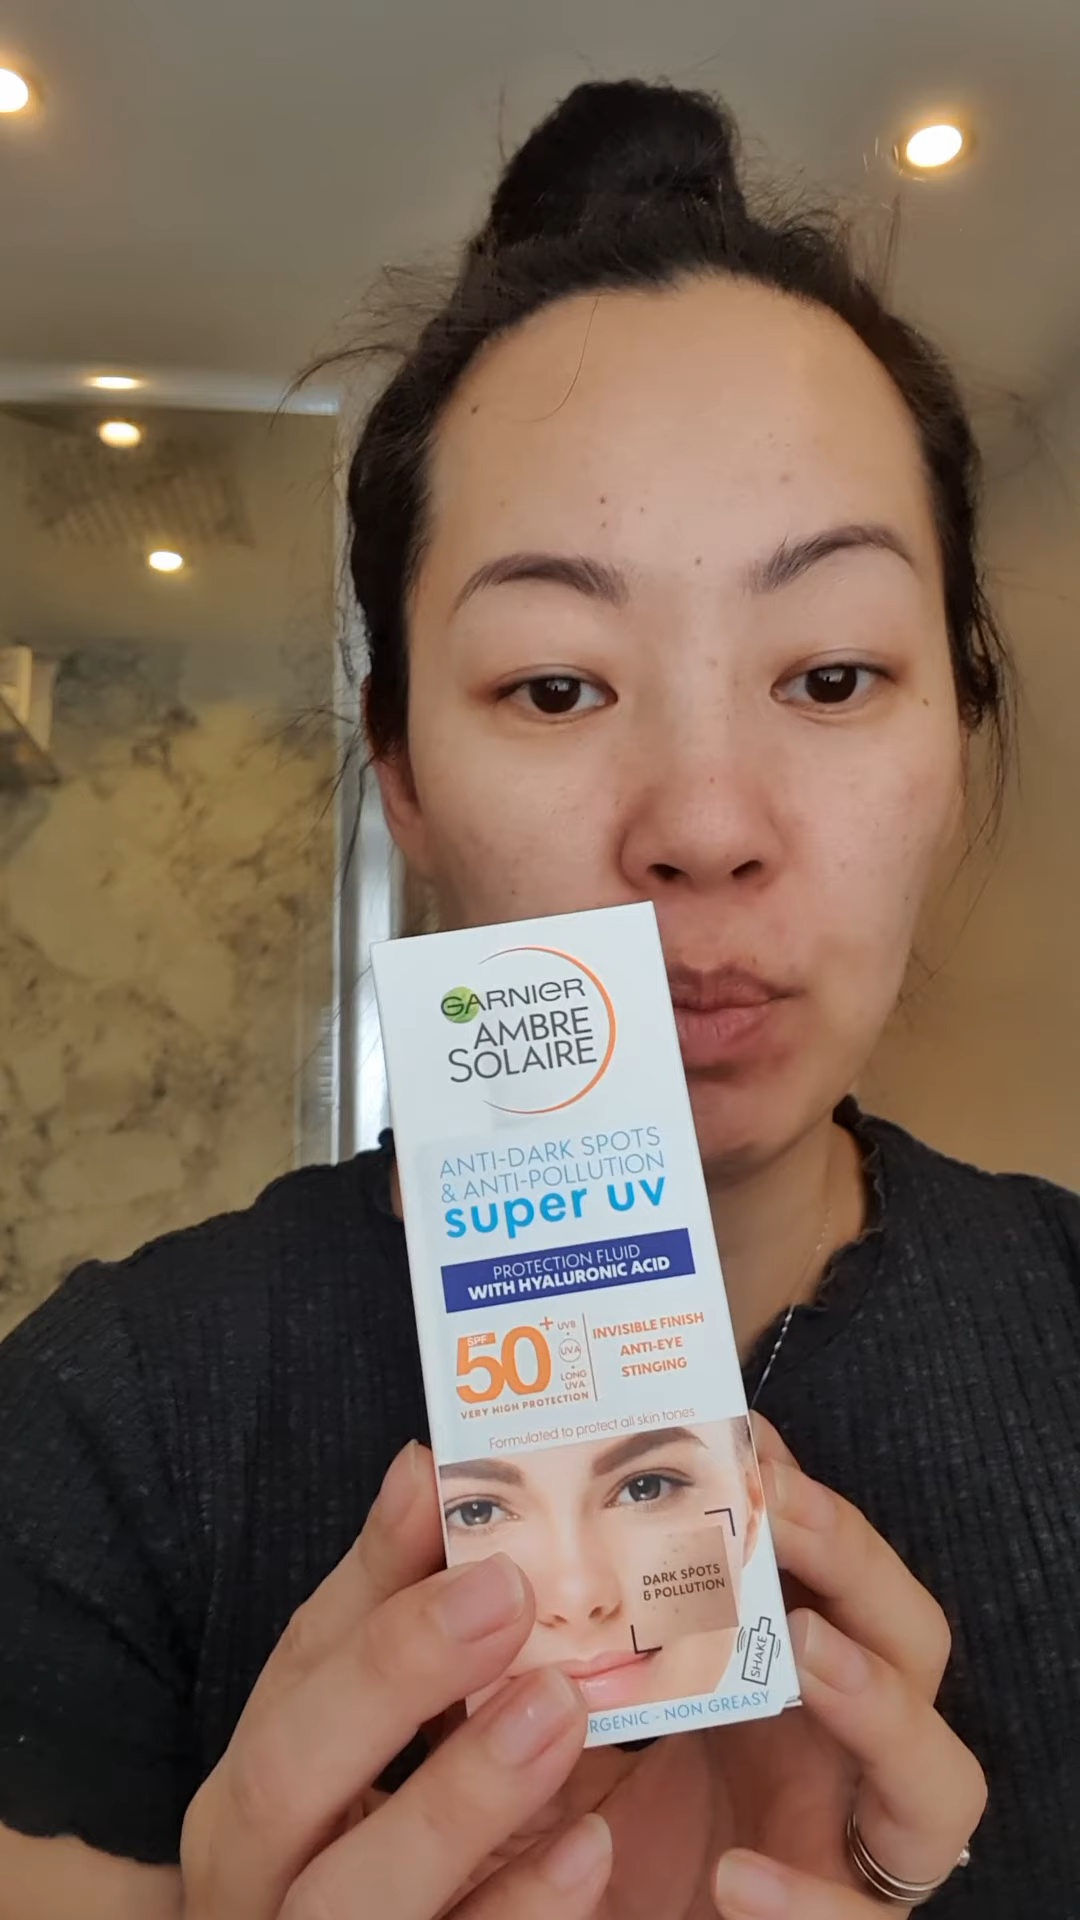 GARNIER
AMBRE
SOLAIRE
ANTI-DARK SPOTS
& ANTI-POLLUTION
super UV
PROTECTION FLUID
WITH HYALURONIC ACID
SPF
50+
UVB
UVA
LONG
UVA
VERY HIGH PROTECTION
INVISIBLE FINISH
ANTI-EYE
STINGING
Formulated to protect all skin tones
DARK SPOTS
& POLLUTION
SHAKE
NON GREASY